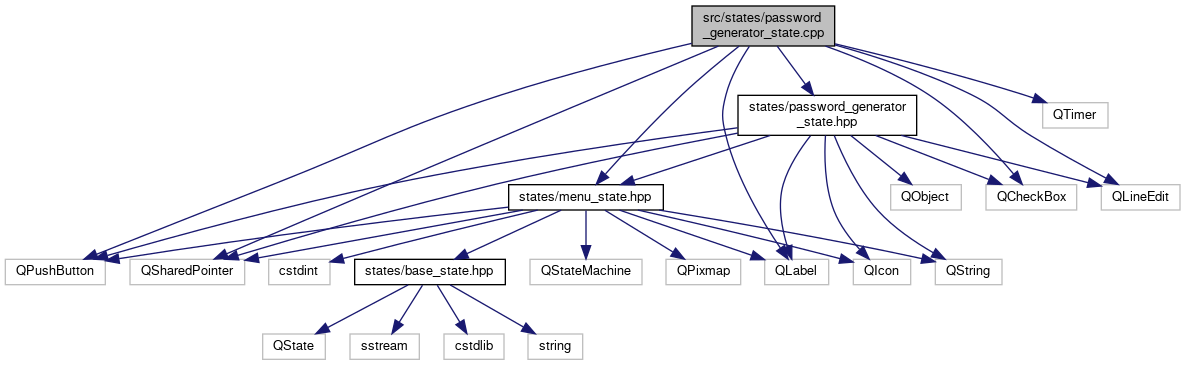 src/states/password
_generator_state.cpp
states/password_generator
_state.hpp
QTimer
states/menu_state.hpp
QObject
QCheckBox
QLineEdit
QPushButton
QSharedPointer
cstdint
states/base_state.hpp
QStateMachine
QPixmap
QLabel
QIcon
QString
QState
sstream
cstdlib
string